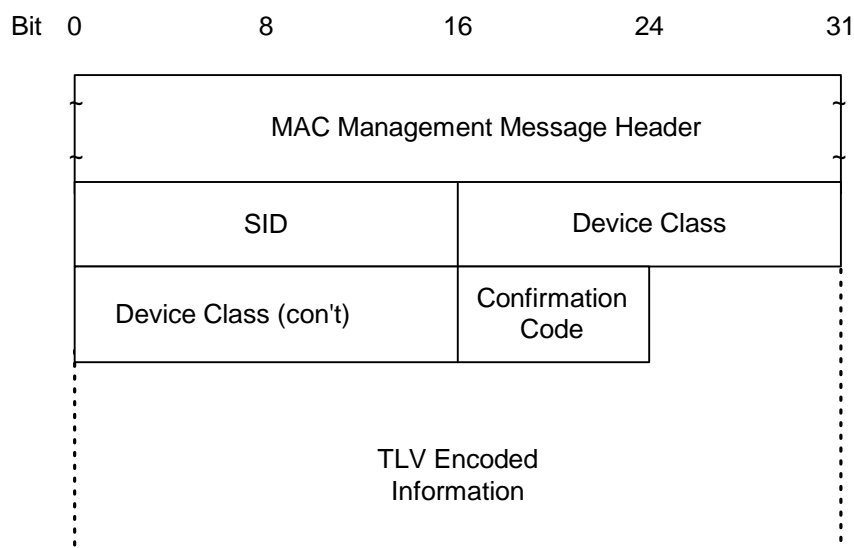 Bit 0 8 16 24 31
~ ~
MAC Management Message Header
~ ~
SID Device Class
Device Class (con't) Confirmation
Code
TLV Encoded
Information